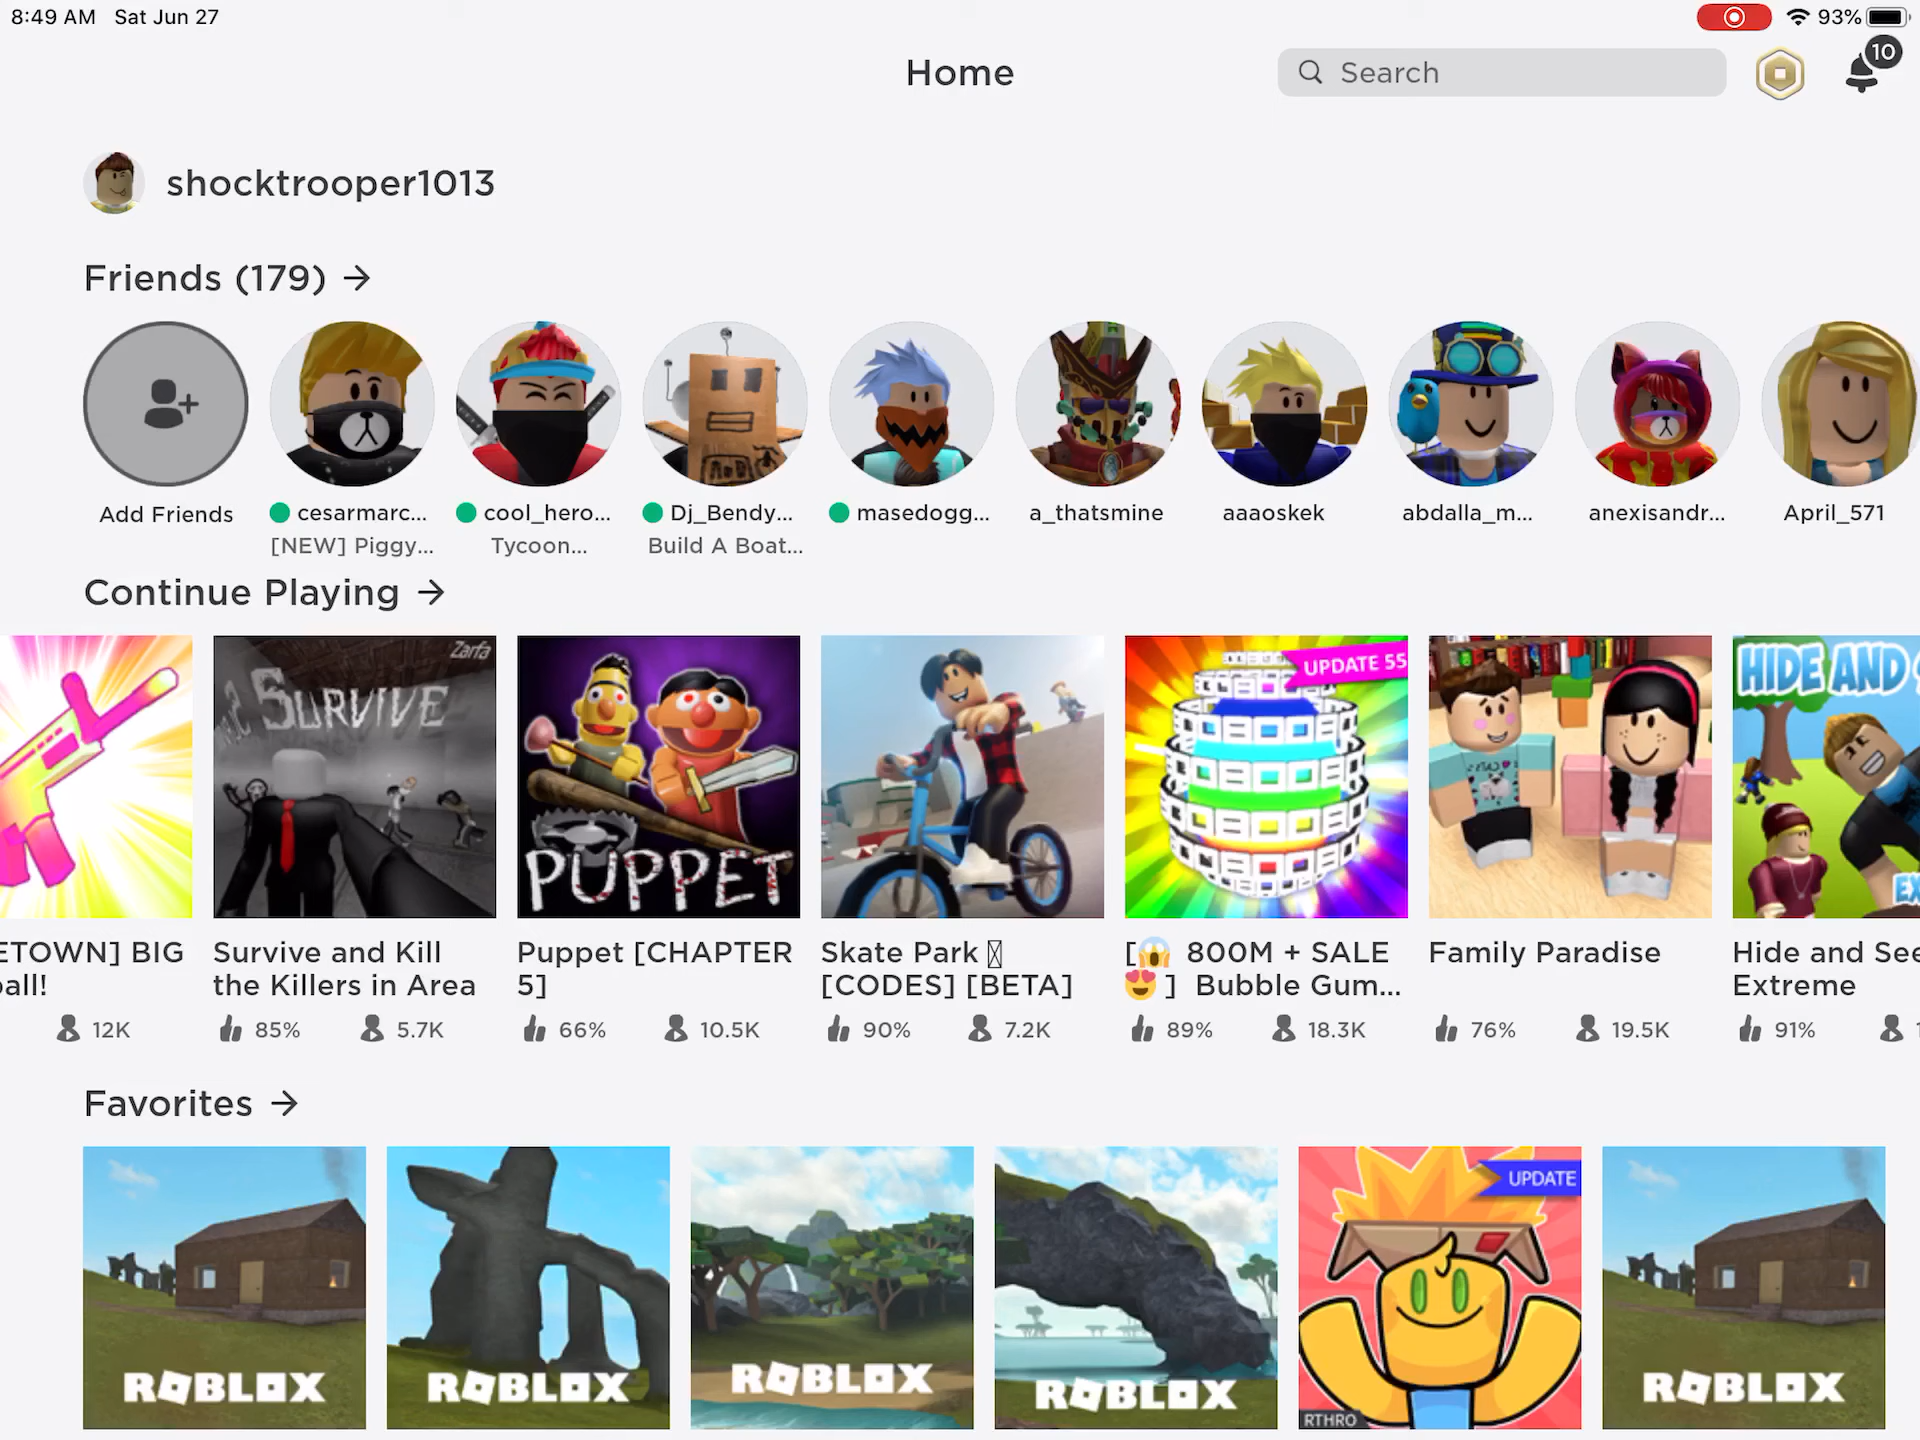 8:49 AM Sat Jun 27
93%
Home
Search
10
shocktrooper1013
Friends (179) →
Add Friends
cesarmarc...
cool_hero...
Dj_Bendy...
masedogg...
a_thatsmine
aaaoskek
abdalla_m...
anexisandr...
April_571
[NEW] Piggy...
Tycoon...
Build A Boat...
Continue Playing →
Zarfa
SURVIVE
PUPPET
UPDATE 55
HIDE AND
EX
ETOWN] BIG
all!
12K
Survive and Kill
the Killers in Area
85% 5.7K
Puppet [CHAPTER
5]
66% 10.5K
Skate Park
[CODES] [BETA]
90% 7.2K
[😱 800M + SALE
😍] Bubble Gum...
89% 18.3K
Family Paradise
76% 19.5K
Hide and See
Extreme
91% 1
Favorites →
ROBLOX
ROBLOX
ROBLOX
ROBLOX
UPDATE
RTHRO
ROBLOX